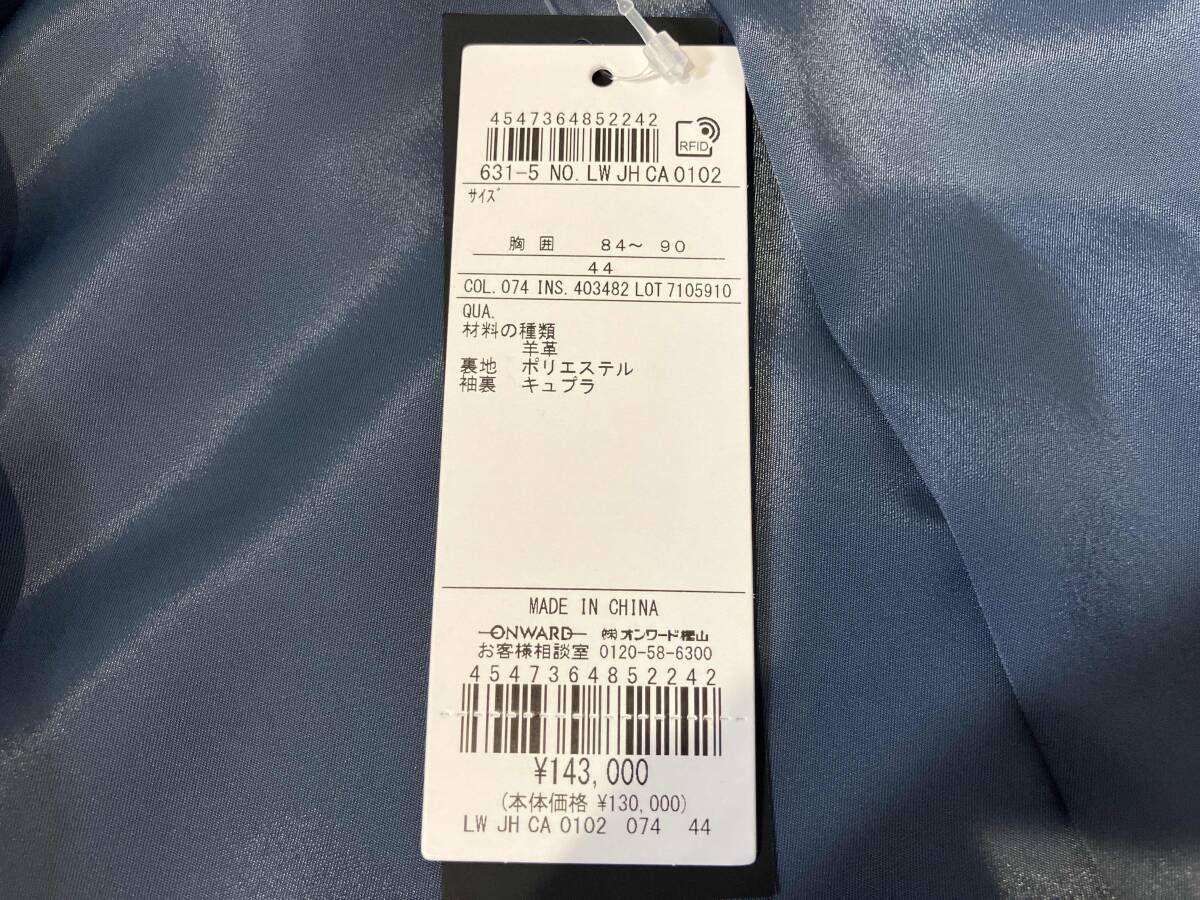 4547364852242
RFID
631-5 NO. LW JH CA 0102
サイズ
胸囲 84~ 90
44
COL. 074 INS. 403482 LOT 7105910
QUA.
材料の種類
羊革
裏地 ポリエステル
袖裏 キュプラ
MADE IN CHINA
ONWARD ㈱オンワード樫山
お客様相談室 0120-58-6300
4547364852242
¥143,000
(本体価格 ¥130,000)
LW JH CA 0102 074 44